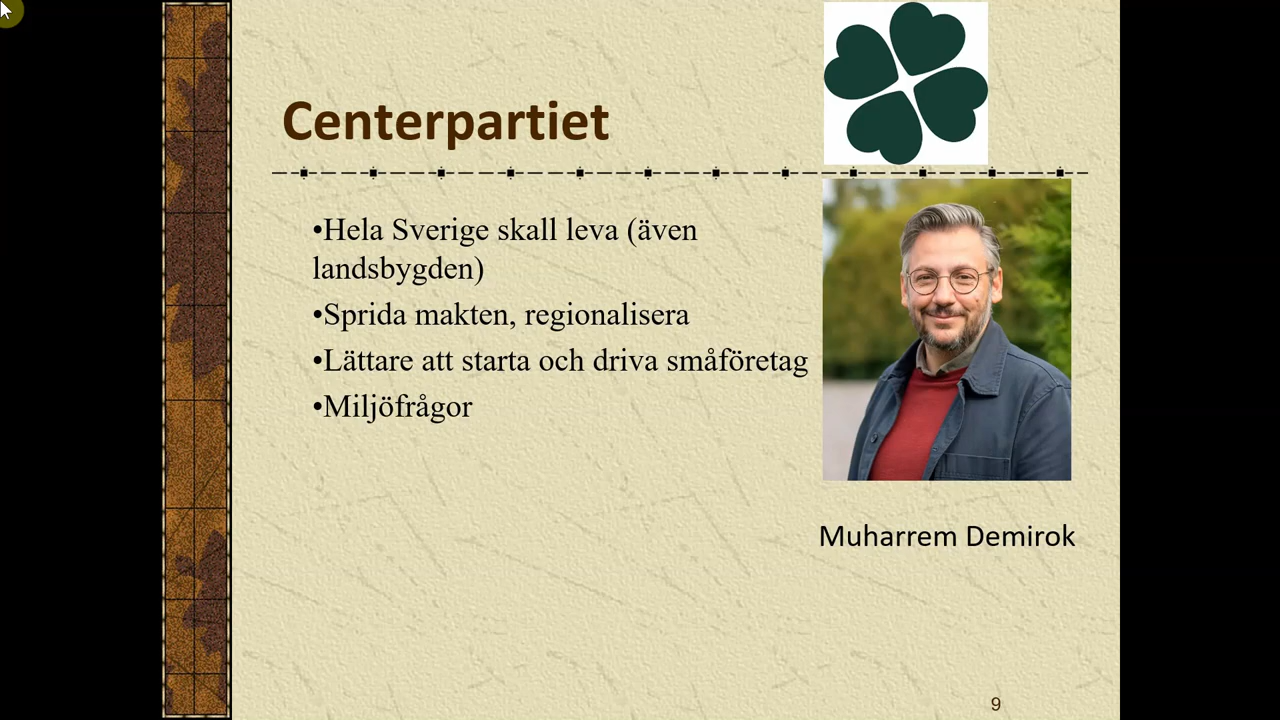 Centerpartiet
•Hela Sverige skall leva (även
landsbygden)
•Sprida makten, regionalisera
•Lättare att starta och driva småföretag
•Miljöfrågor
Muharrem Demirok
9